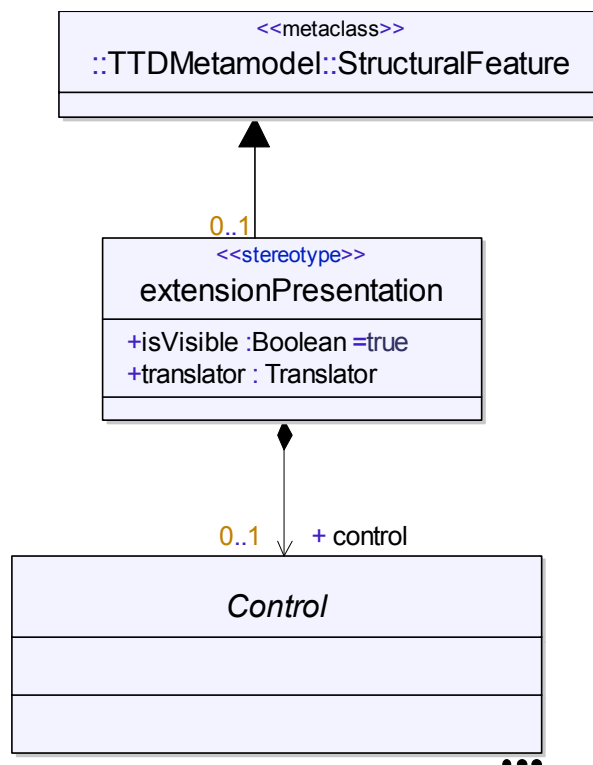 <<metaclass>>
::TTDMetamodel::StructuralFeature
0..1
<<stereotype>>
extensionPresentation
+isVisible :Boolean =true
+translator : Translator
0..1 + control
Control